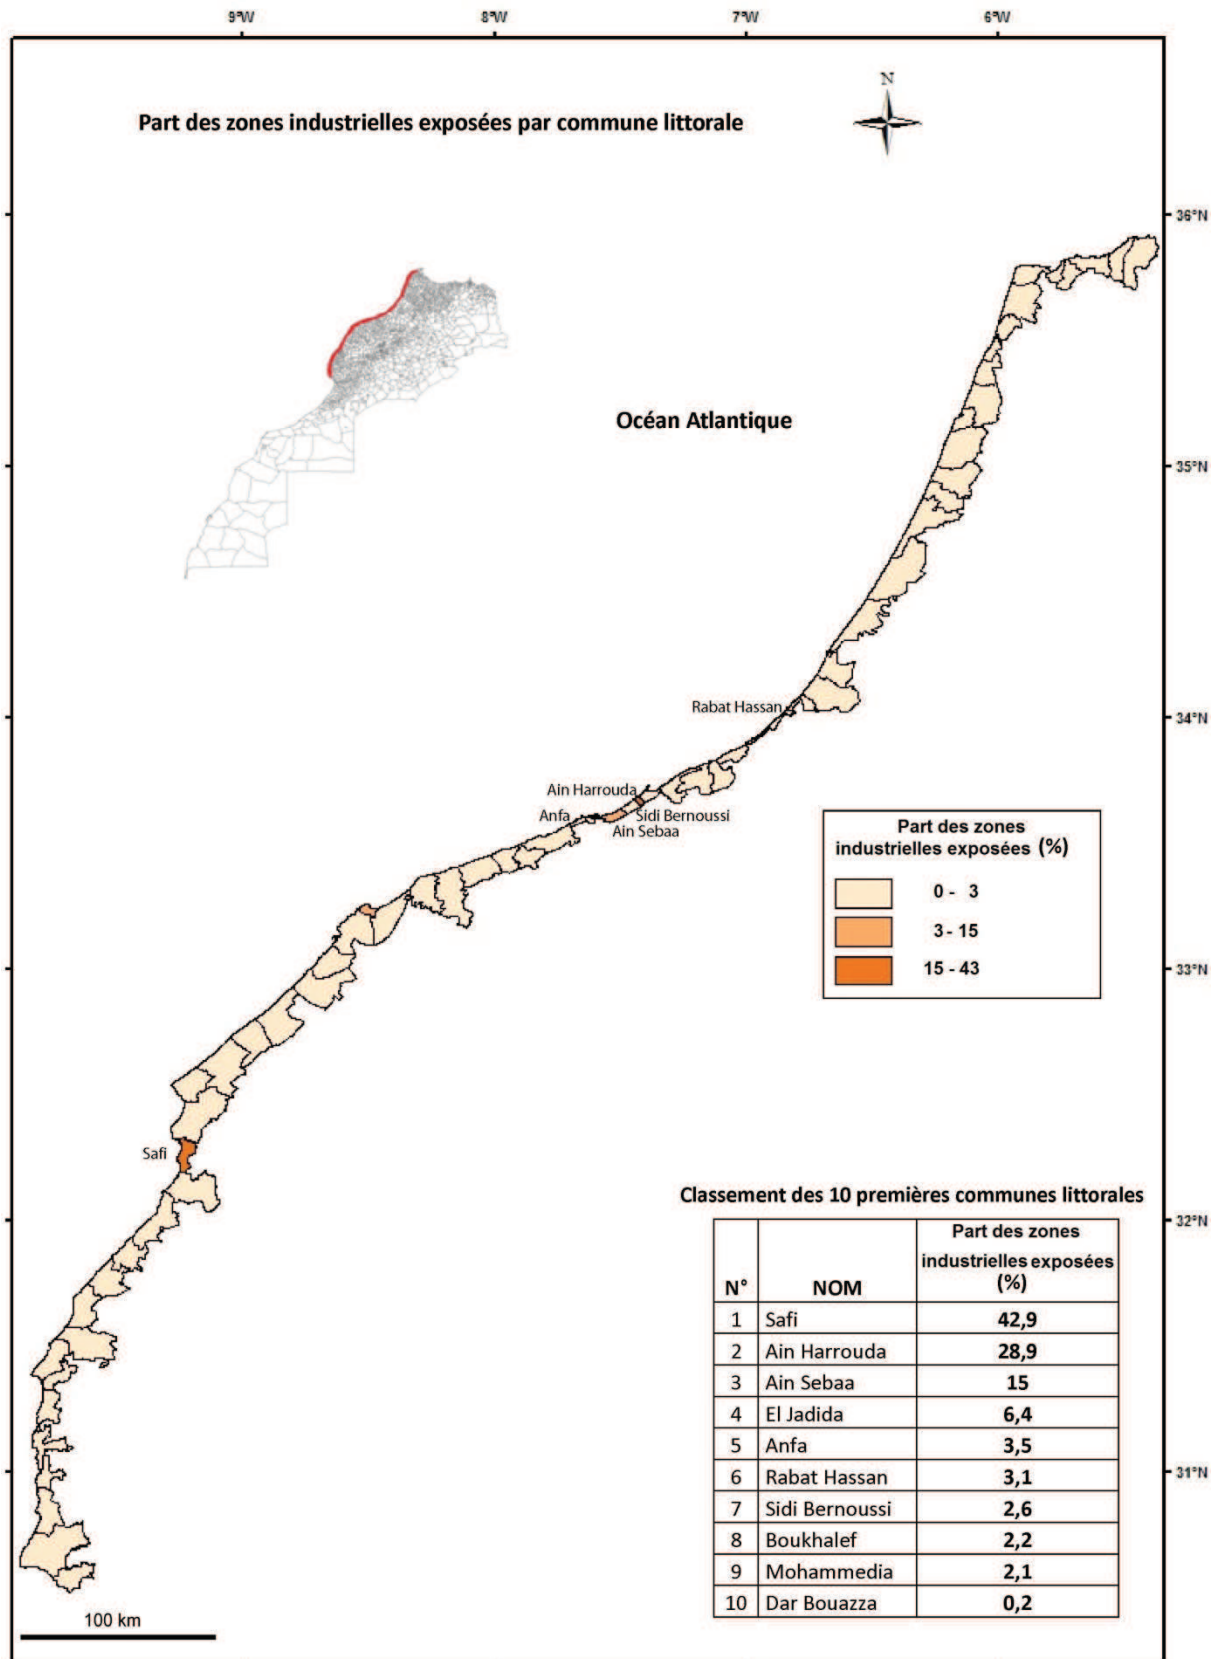 9°W 8°W 7°W 6°W
N
Part des zones industrielles exposées par commune littorale
36°N
Océan Atlantique
35°N
Rabat Hassan
34°N
Ain Harrouda
Anfa
Sidi Bernoussi
Ain Sebaa
Part des zones
industrielles exposées (%)
0 - 3
3 - 15
15 - 43
33°N
Safi
Classement des 10 premières communes littorales
32°N
N° NOM Part des zones
industrielles exposées
(%)
1 Safi 42,9
2 Ain Harrouda 28,9
3 Ain Sebaa 15
4 El Jadida 6,4
5 Anfa 3,5
6 Rabat Hassan 3,1
7 Sidi Bernoussi 2,6
8 Boukhalef 2,2
9 Mohammedia 2,1
10 Dar Bouazza 0,2
31°N
100 km